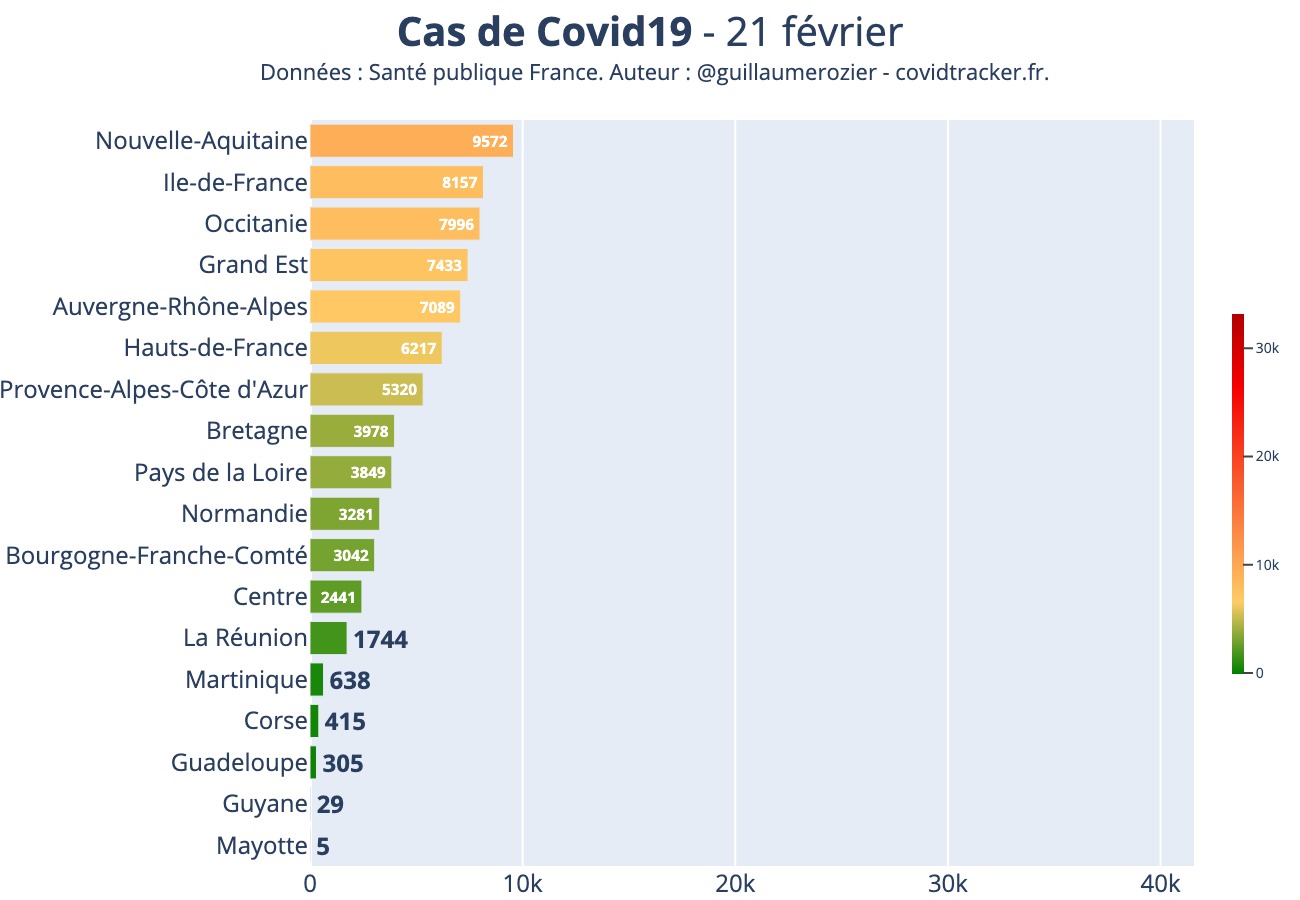 Cas de Covid19 - 21 février
Données : Santé publique France. Auteur : @guillaumerozier - covidtracker.fr.
Nouvelle-Aquitaine 9572
Ile-de-France 8157
Occitanie 7996
Grand Est 7433
Auvergne-Rhône-Alpes 7089
Hauts-de-France 6217
Provence-Alpes-Côte d'Azur 5320
Bretagne 3978
Pays de la Loire 3849
Normandie 3281
Bourgogne-Franche-Comté 3042
Centre 2441
La Réunion 1744
Martinique 638
Corse 415
Guadeloupe 305
Guyane 29
Mayotte 5
0 10k 20k 30k 40k
30k
20k
10k
0